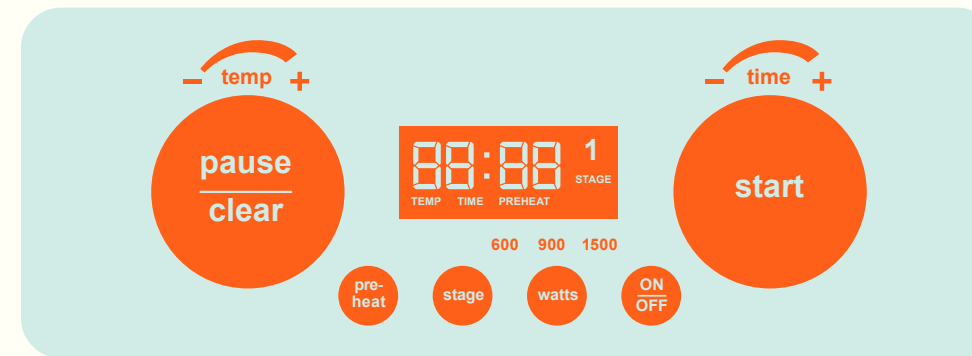 - temp +
- time +
pause
clear
88:88 1
STAGE
TEMP TIME PREHEAT
start
600 900 1500
pre-
heat
stage
watts
ON
OFF